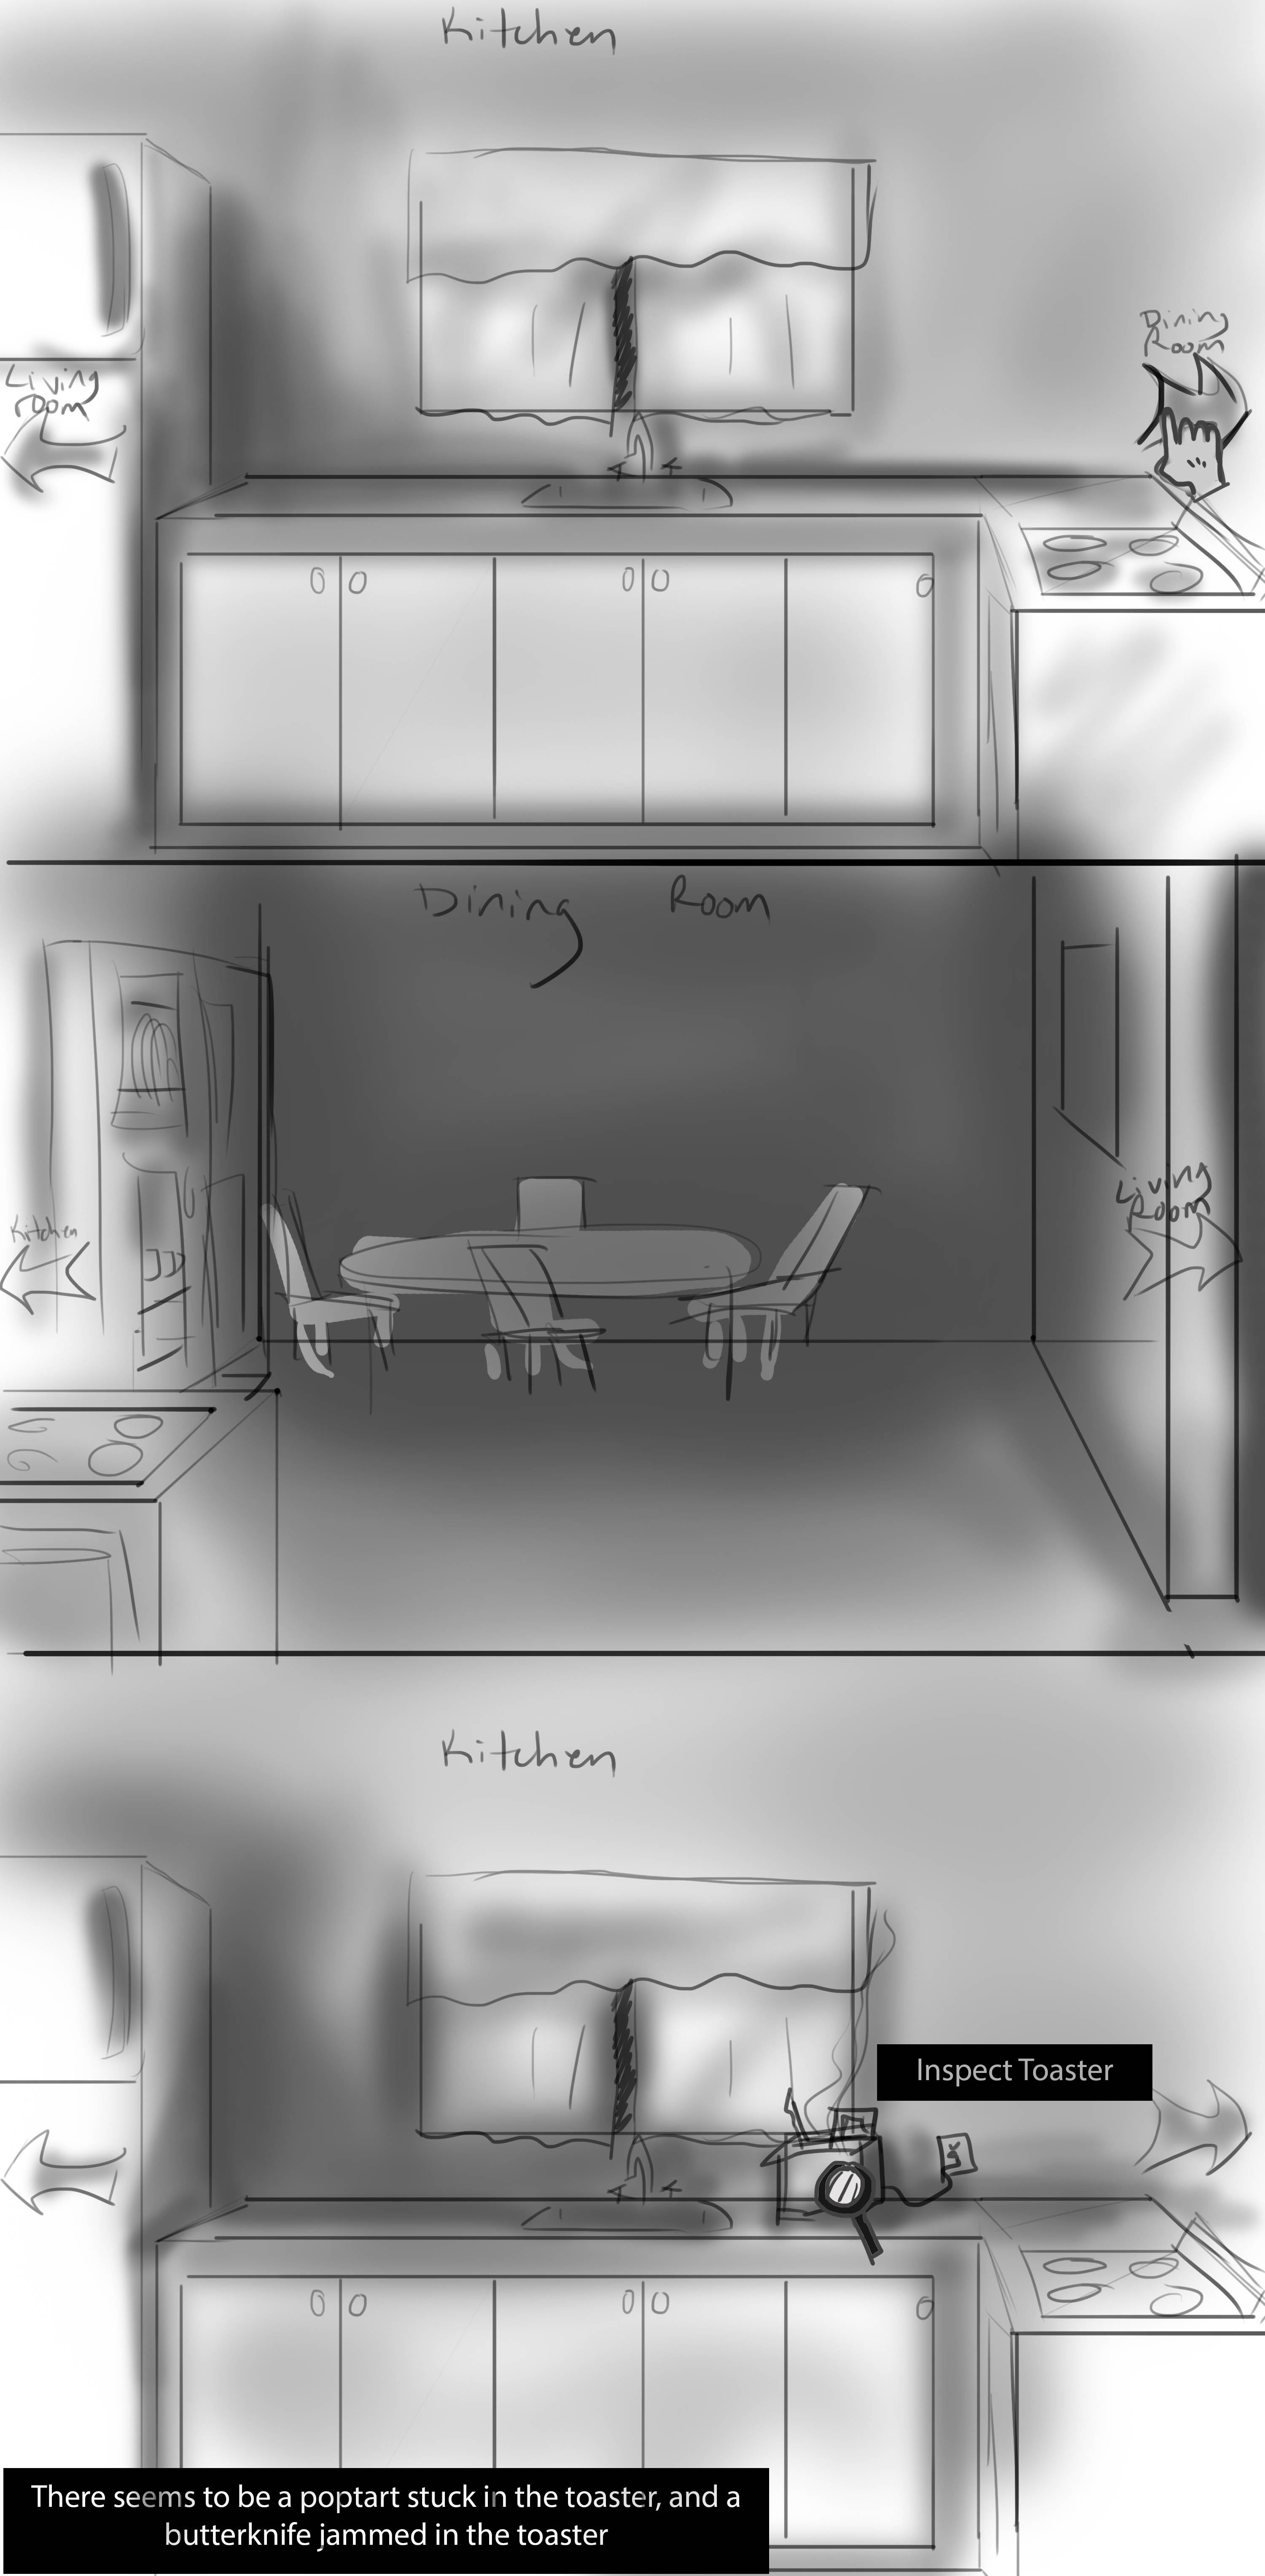 Kitchen
Dining
Room
Living
room
Dining Room
Living
Room
Kitchen
Kitchen
Inspect Toaster
There seems to be a poptart stuck in the toaster, and a
butterknife jammed in the toaster